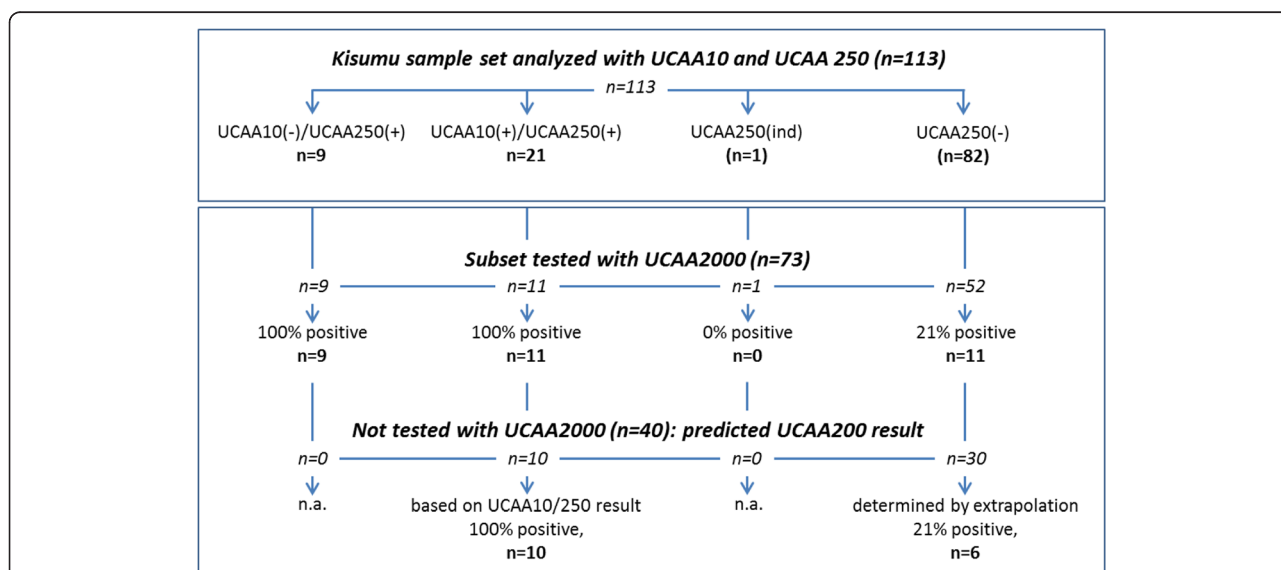 Kisumu sample set analyzed with UCAA10 and UCAA 250 (n=113)
n=113
UCAA10(-)/UCAA250(+) UCAA10(+)/UCAA250(+) UCAA250(ind) UCAA250(-)
n=9 n=21 (n=1) (n=82)
Subset tested with UCAA2000 (n=73)
n=9 n=11 n=1 n=52
100% positive 100% positive 0% positive 21% positive
n=9 n=11 n=0 n=11
Not tested with UCAA2000 (n=40): predicted UCAA200 result
n=0 n=10 n=0 n=30
n.a. based on UCAA10/250 result n.a. determined by extrapolation
100% positive, 21% positive,
n=10 n=6